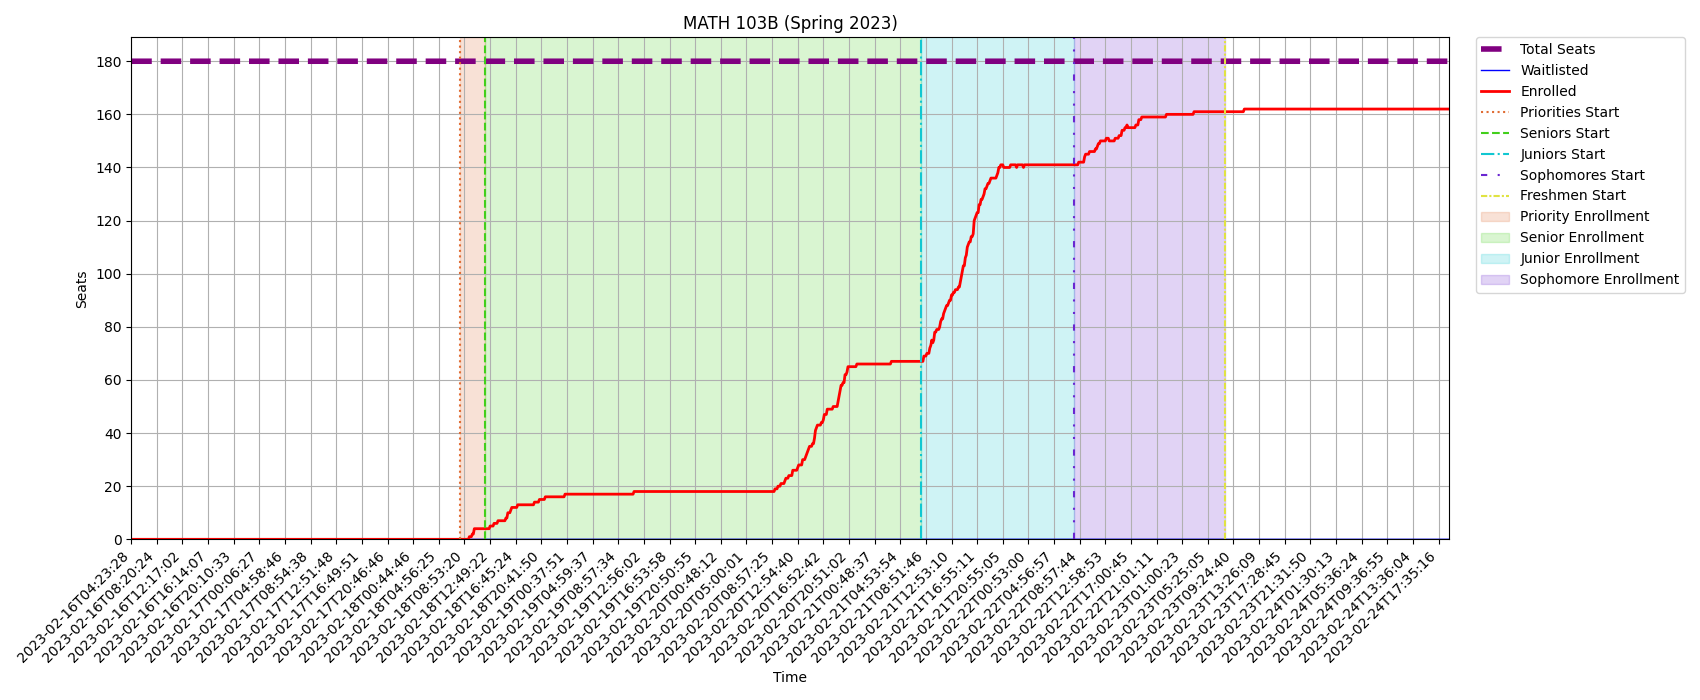 MATH 103B (Spring 2023)
Seats
180
160
140
120
100
80
60
40
20
0
2023-02-16T04:23:28
2023-02-16T08:20:24
2023-02-16T12:17:02
2023-02-16T16:14:07
2023-02-16T20:10:33
2023-02-17T00:06:27
2023-02-17T04:58:46
2023-02-17T08:54:38
2023-02-17T12:51:48
2023-02-17T16:49:51
2023-02-17T20:46:46
2023-02-18T00:44:46
2023-02-18T04:56:25
2023-02-18T08:53:20
2023-02-18T12:49:22
2023-02-18T16:45:24
2023-02-18T20:41:50
2023-02-19T00:37:51
2023-02-19T04:59:37
2023-02-19T08:57:34
2023-02-19T12:56:02
2023-02-19T16:53:58
2023-02-19T20:50:55
2023-02-20T00:48:12
2023-02-20T05:00:01
2023-02-20T08:57:25
2023-02-20T12:54:40
2023-02-20T16:52:42
2023-02-20T20:51:02
2023-02-21T00:48:37
2023-02-21T04:53:54
2023-02-21T08:51:46
2023-02-21T12:53:10
2023-02-21T16:55:11
2023-02-21T20:55:05
2023-02-22T00:53:00
2023-02-22T04:56:57
2023-02-22T08:57:44
2023-02-22T12:58:53
2023-02-22T17:00:45
2023-02-22T21:01:11
2023-02-23T01:00:23
2023-02-23T05:25:05
2023-02-23T09:24:40
2023-02-23T13:26:09
2023-02-23T17:28:45
2023-02-23T21:31:50
2023-02-24T01:30:13
2023-02-24T05:36:24
2023-02-24T09:36:55
2023-02-24T13:36:04
2023-02-24T17:35:16
Time
Total Seats
Waitlisted
Enrolled
Priorities Start
Seniors Start
Juniors Start
Sophomores Start
Freshmen Start
Priority Enrollment
Senior Enrollment
Junior Enrollment
Sophomore Enrollment